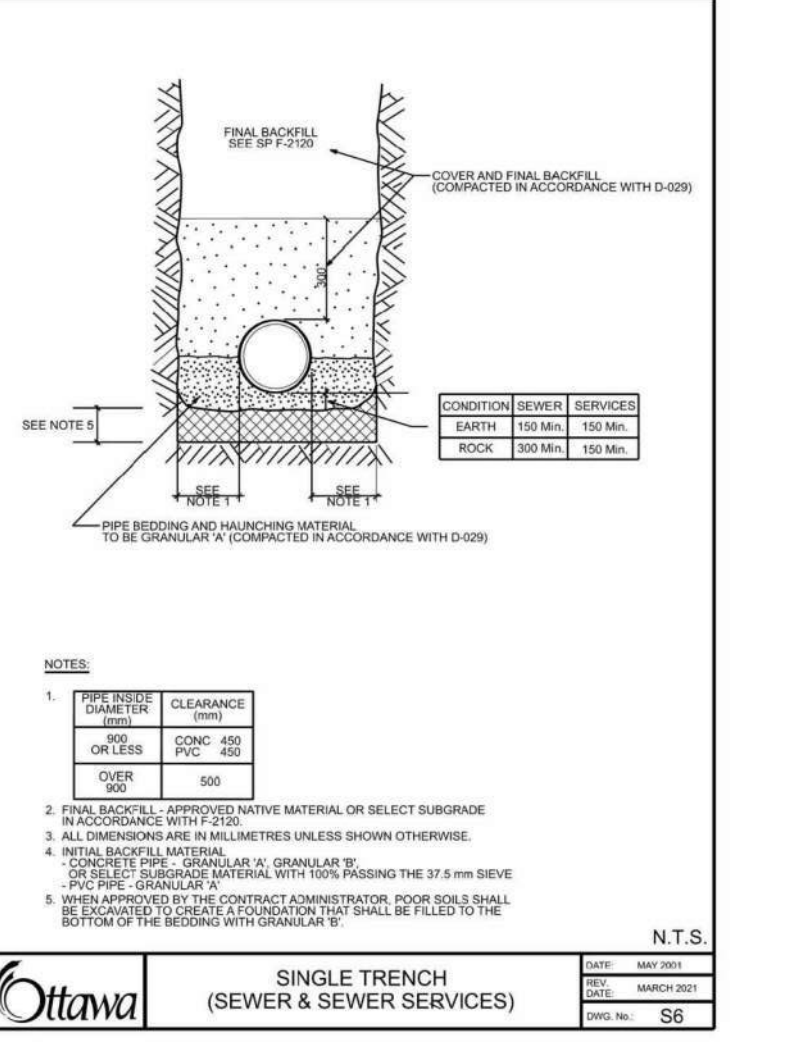 FINAL BACKFILL
SEE SP F-2120
COVER AND FINAL BACKFILL
(COMPACTED IN ACCORDANCE WITH D-029)
300
CONDITION SEWER SERVICES
EARTH 150 Min. 150 Min.
ROCK 300 Min. 150 Min.
SEE NOTE 5
SEE
NOTE 1
SEE
NOTE 1
PIPE BEDDING AND HAUNCHING MATERIAL
TO BE GRANULAR 'A' (COMPACTED IN ACCORDANCE WITH D-029)
NOTES:
1.
PIPE INSIDE
DIAMETER
(mm)
CLEARANCE
(mm)
900
OR LESS
CONC 450
PVC 450
OVER
900
500
2. FINAL BACKFILL - APPROVED NATIVE MATERIAL OR SELECT SUBGRADE
IN ACCORDANCE WITH F-2120.
3. ALL DIMENSIONS ARE IN MILLIMETRES UNLESS SHOWN OTHERWISE.
4. INITIAL BACKFILL MATERIAL
- CONCRETE PIPE - GRANULAR 'A', GRANULAR 'B',
OR SELECT SUBGRADE MATERIAL WITH 100% PASSING THE 37.5 mm SIEVE
- PVC PIPE - GRANULAR 'A'
5. WHEN APPROVED BY THE CONTRACT ADMINISTRATOR, POOR SOILS SHALL
BE EXCAVATED TO CREATE A FOUNDATION THAT SHALL BE FILLED TO THE
BOTTOM OF THE BEDDING WITH GRANULAR 'B'.
N.T.S.
Ottawa
SINGLE TRENCH
(SEWER & SEWER SERVICES)
DATE: MAY 2001
REV.
DATE: MARCH 2021
DWG. No.: S6